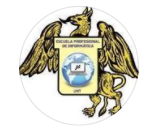 ESCUELA PROFESIONAL
DE INFORMÁTICA
UNT